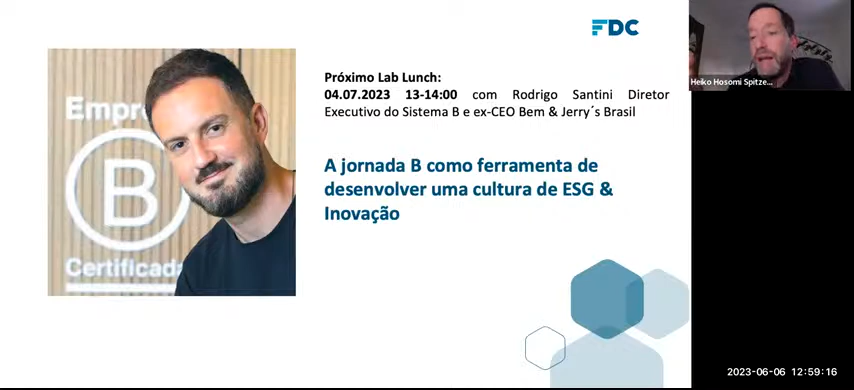 FDC
Próximo Lab Lunch:
04.07.2023 13-14:00 com Rodrigo Santini Diretor
Executivo do Sistema B e ex-CEO Bem & Jerry´s Brasil
A jornada B como ferramenta de
desenvolver uma cultura de ESG &
Inovação
B
Certificada
Heiko Hosomi Spitze...
2023-06-06 12:59:16